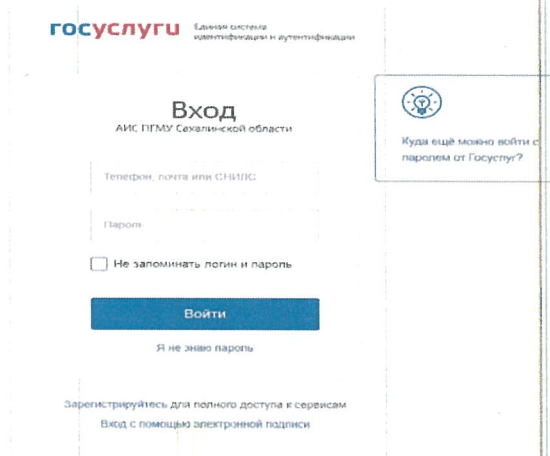 госуслуги
Единая система
идентификации и аутентификации
Вход
АИС ПГМУ Сахалинской области
Куда ещё можно войти с
паролем от Госуслуг?
Телефон, почта или СНИЛС
Пароль
Не запоминать логин и пароль
Войти
Я не знаю пароль
Зарегистрируйтесь для полного доступа к сервисам
Вход с помощью электронной подписи